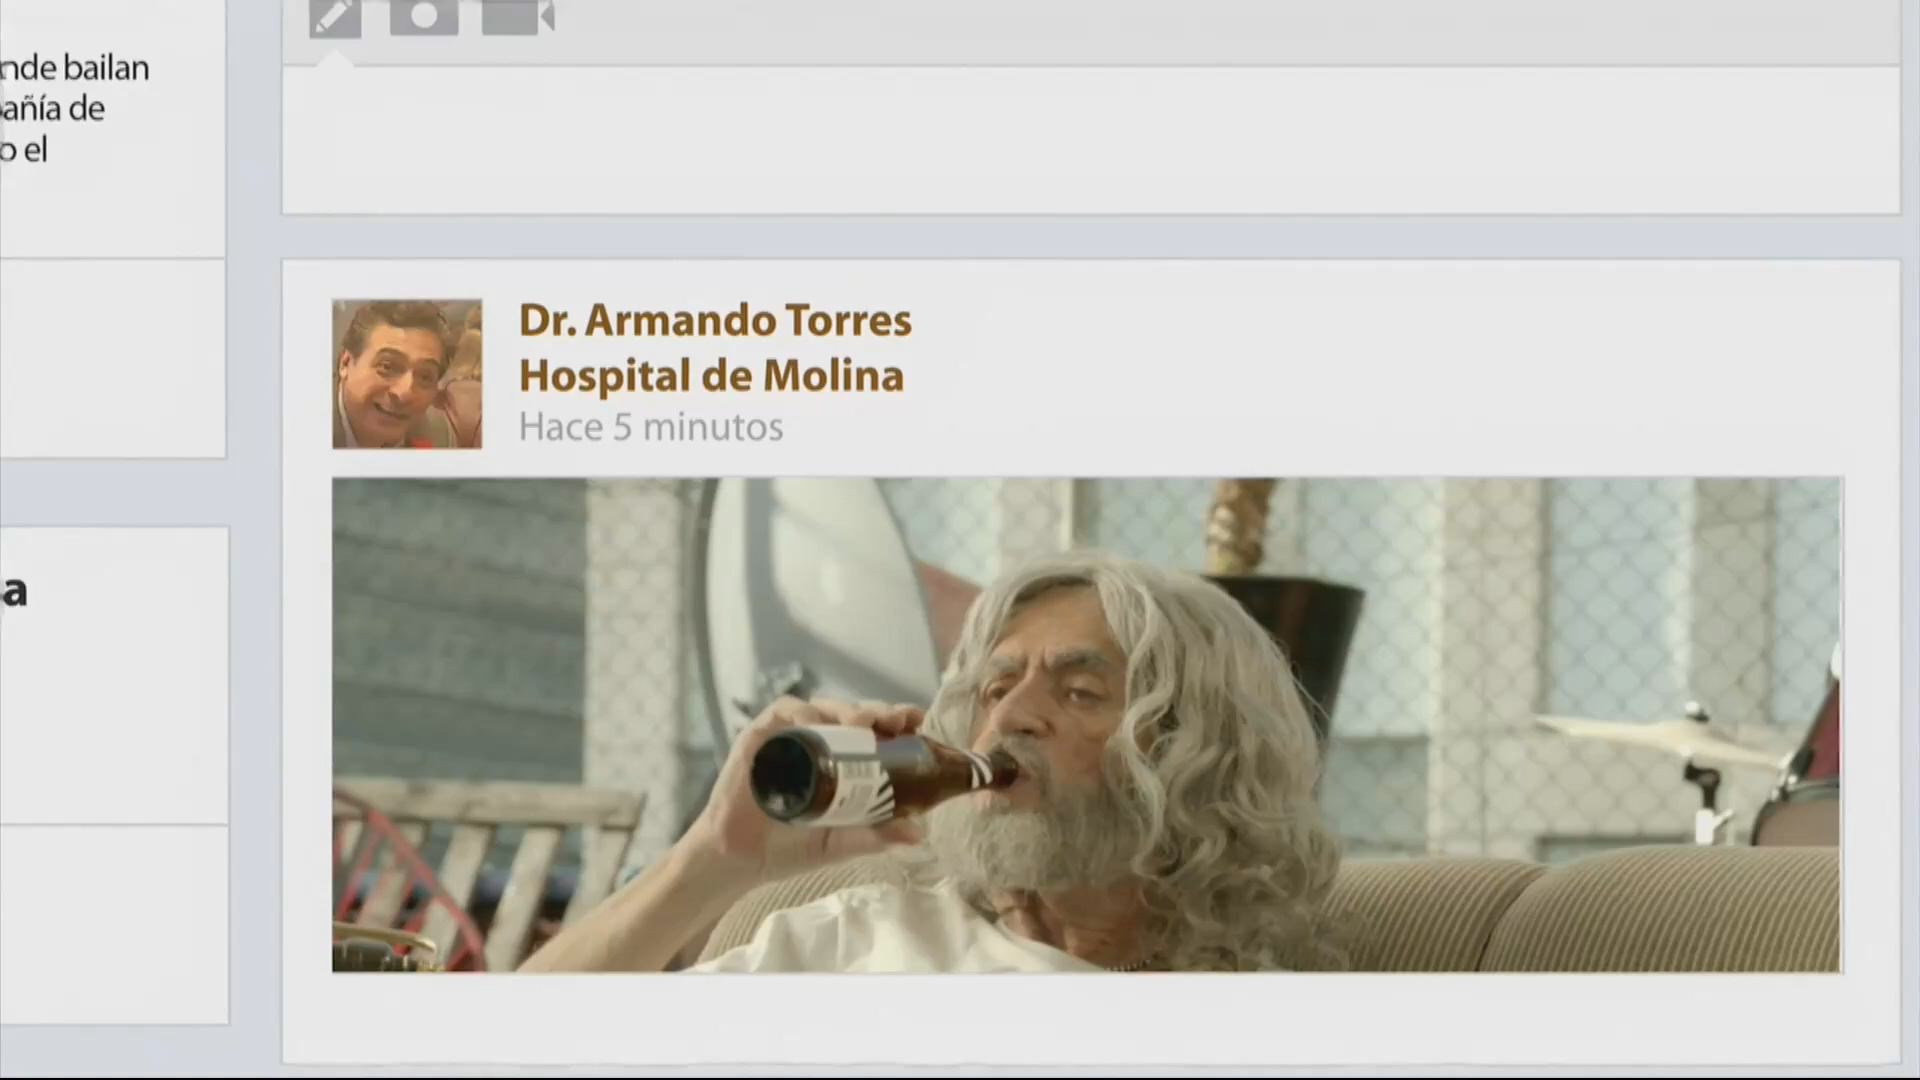 nde bailan
añía de
o el
a
Dr. Armando Torres
Hospital de Molina
Hace 5 minutos